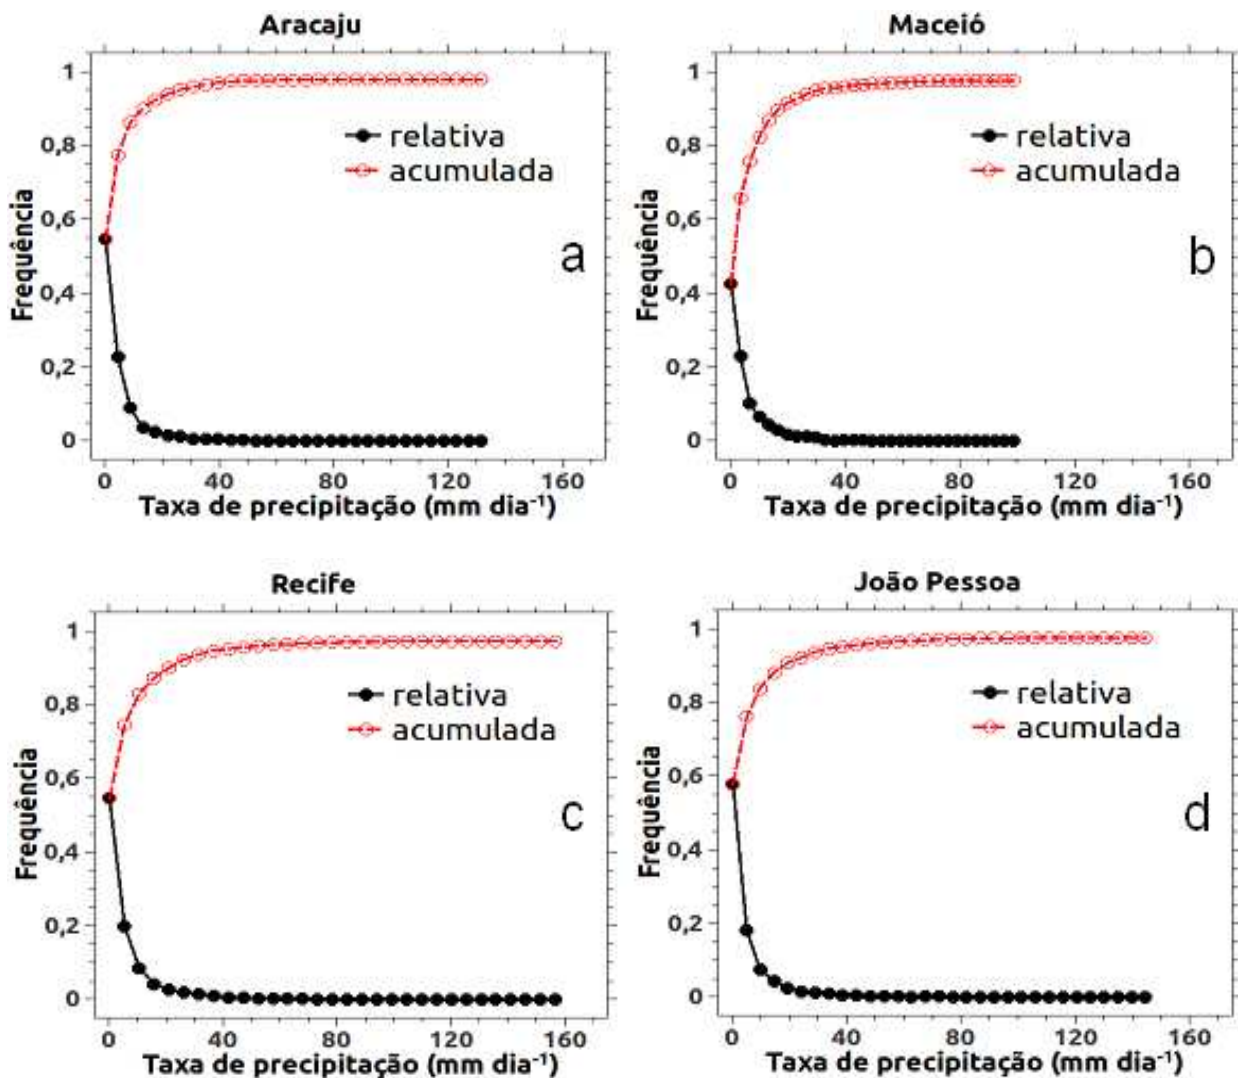 Aracaju
1
0,8
0,6
0,4
0,2
0
Frequência
relativa
acumulada
a
0 40 80 120 160
Taxa de precipitação (mm dia⁻¹)
Maceió
1
0,8
0,6
0,4
0,2
0
Frequência
relativa
acumulada
b
0 40 80 120 160
Taxa de precipitação (mm dia⁻¹)
Recife
1
0,8
0,6
0,4
0,2
0
Frequência
relativa
acumulada
c
0 40 80 120 160
Taxa de precipitação (mm dia⁻¹)
João Pessoa
1
0,8
0,6
0,4
0,2
0
Frequência
relativa
acumulada
d
0 40 80 120 160
Taxa de precipitação (mm dia⁻¹)